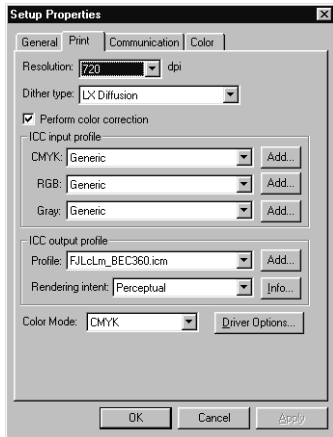 Setup Properties
General Print Communication Color
Resolution: 720 dpi
Dither type: LX Diffusion
Perform color correction
ICC input profile
CMYK: Generic Add...
RGB: Generic Add...
Gray: Generic Add...
ICC output profile
Profile: FJLcLm_BEC360.icm Add...
Rendering intent: Perceptual Info...
Color Mode: CMYK Driver Options...
OK Cancel Apply